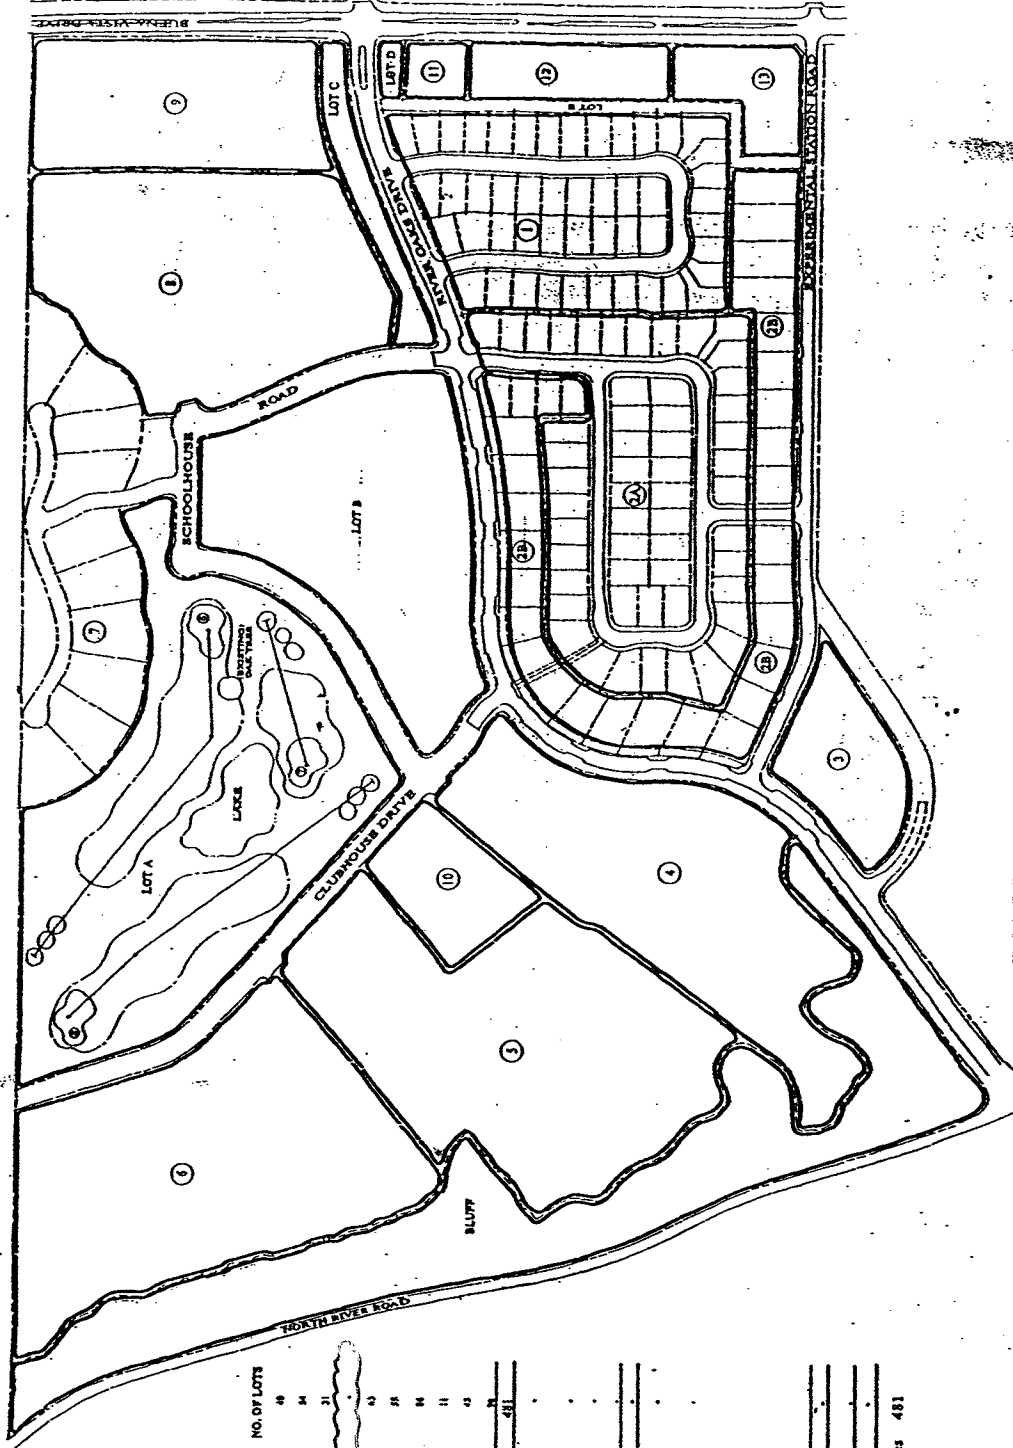 BUENA VISTA DRIVE
9
LOT C
LOT D
11
12
13
LOT E
EXPERIMENTAL STATION ROAD
RIVER OAKS DRIVE
1
8
2B
ROAD
SCHOOLHOUSE
LOT B
2A
2B
7
(EXISTING)
OAK TREE
2B
LAKE
3
LOT A
CLUBHOUSE DRIVE
10
4
5
6
BLUFF
NORTH RIVER ROAD
NO. OF LOTS
31
11
481
481